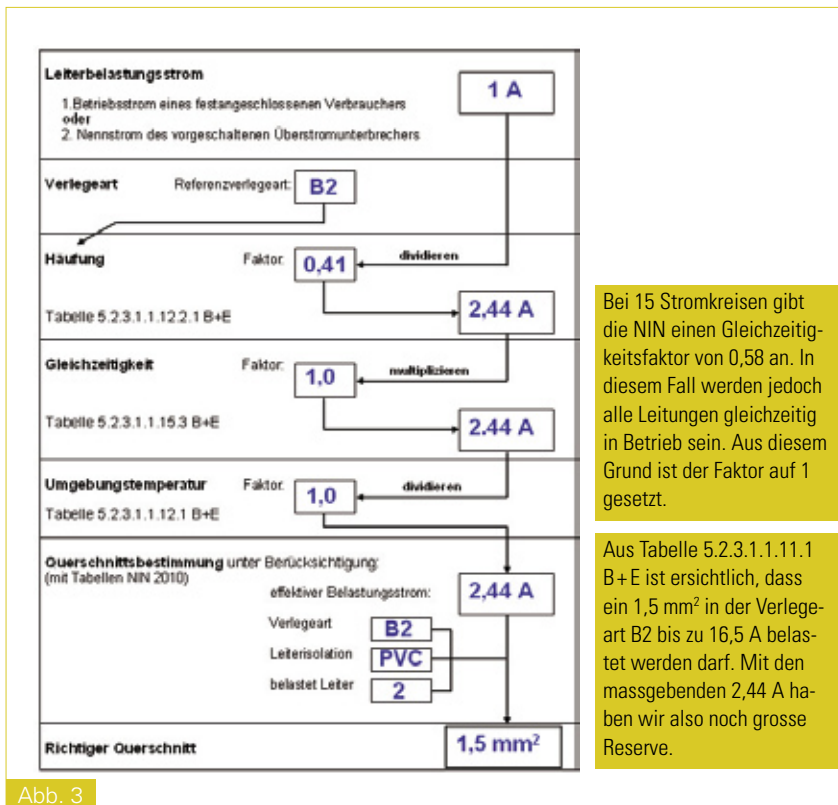 Leiterbelastungsstrom
1 A
1.Betriebsstrom eines festangeschlossenen Verbrauchers
oder
2. Nennstrom des vorgeschaltenen Überstromunterbrechers
Verlegeart Referenzverlegeart: B2
Häufung Faktor: 0,41 dividieren
Tabelle 5.2.3.1.1.12.2.1 B+E 2,44 A
Gleichzeitigkeit Faktor: 1,0 multiplizieren
Tabelle 5.2.3.1.1.15.3 B+E 2.44 A
Umgebungstemperatur Faktor: 1,0 dividieren
Tabelle 5.2.3.1.1.12.1 B+E
Querschnittsbestimmung unter Berücksichtigung:
(mit Tabellen NIN 2010)
effektiver Belastungsstrom: 2,44 A
Verlegeart B2
Leiterisolation PVC
belastet Leiter 2
Richtiger Querschnitt 1,5 mm²
Bei 15 Stromkreisen gibt
die NIN einen Gleichzeitig-
keitsfaktor von 0,58 an. In
diesem Fall werden jedoch
alle Leitungen gleichzeitig
in Betrieb sein. Aus diesem
Grund ist der Faktor auf 1
gesetzt.
Aus Tabelle 5.2.3.1.1.11.1
B+E ist ersichtlich, dass
ein 1,5 mm² in der Verlege-
art B2 bis zu 16,5 A belas-
tet werden darf. Mit den
massgebenden 2,44 A ha-
ben wir also noch grosse
Reserve.
Abb. 3